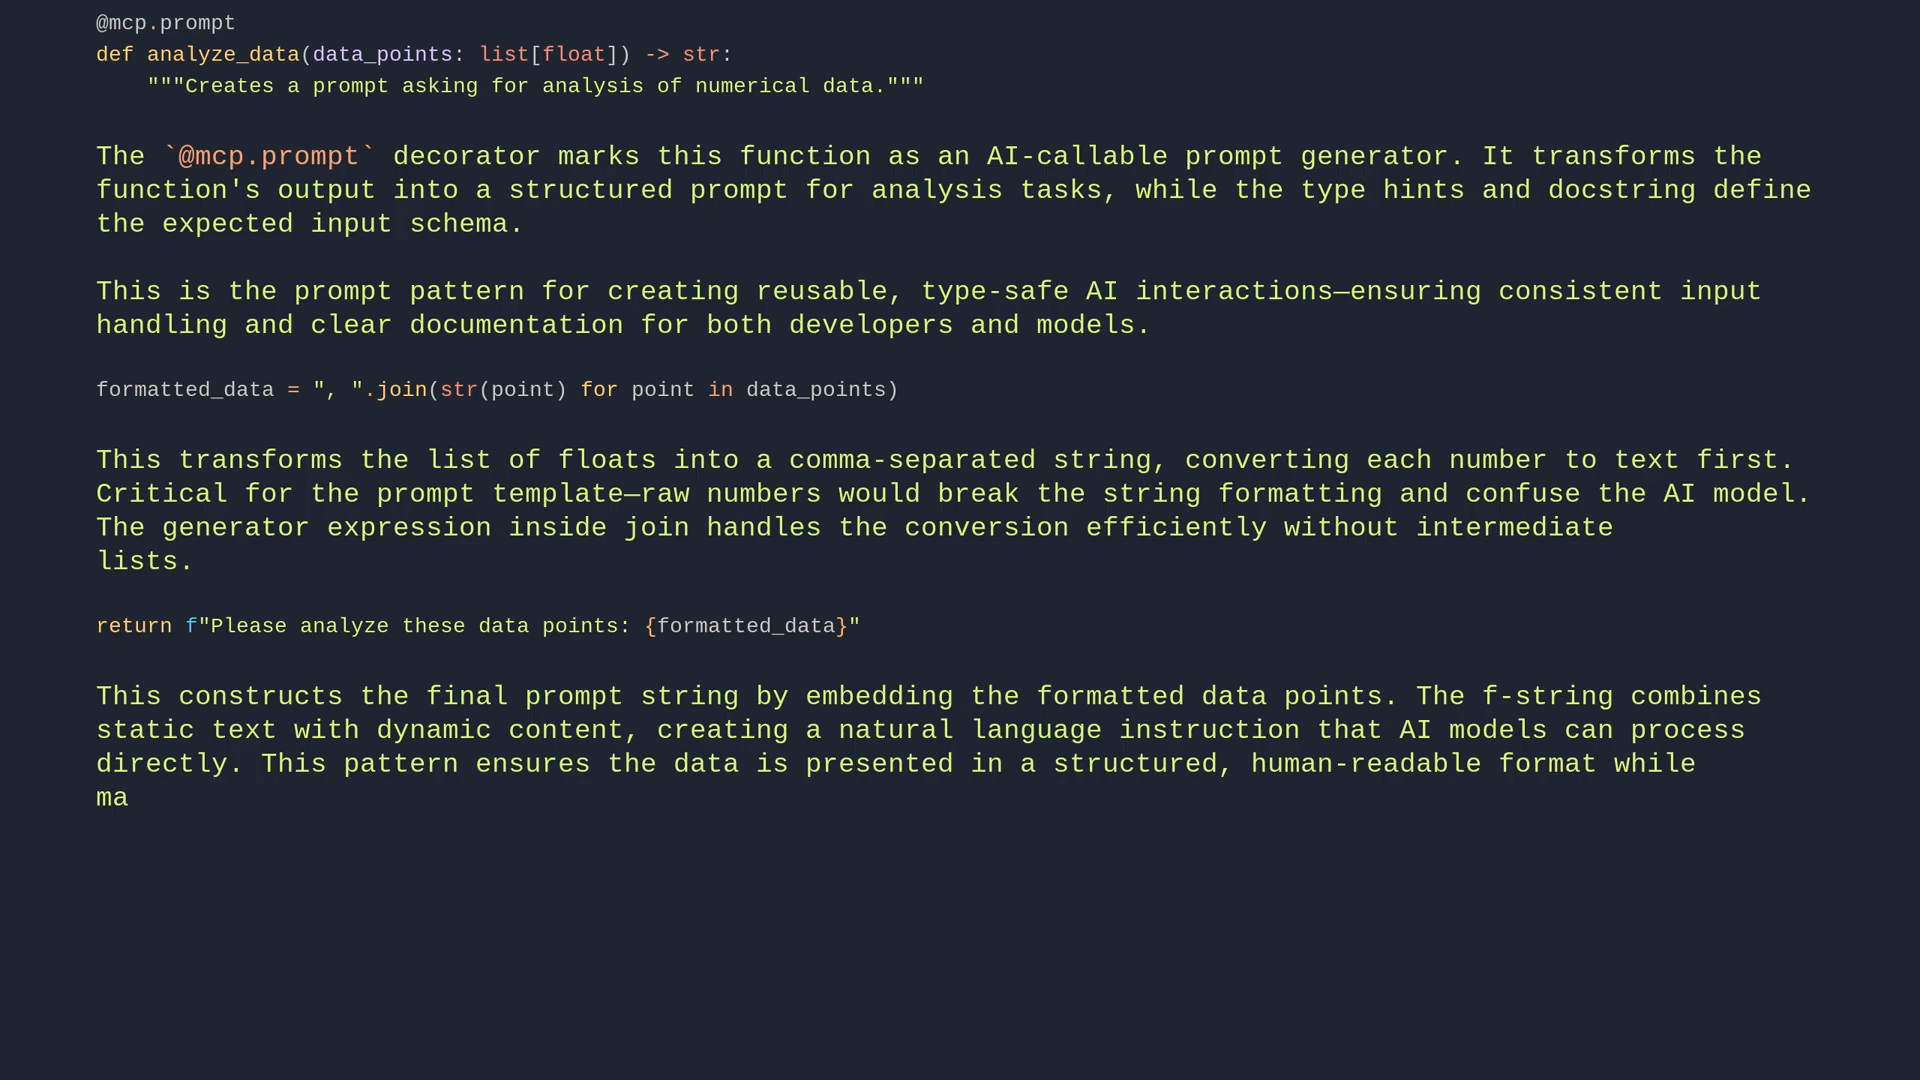 @mcp.prompt
def analyze_data(data_points: list[float]) -> str:
    """Creates a prompt asking for analysis of numerical data."""
The `@mcp.prompt` decorator marks this function as an AI-callable prompt generator. It transforms the
function's output into a structured prompt for analysis tasks, while the type hints and docstring define
the expected input schema.
This is the prompt pattern for creating reusable, type-safe AI interactions—ensuring consistent input
handling and clear documentation for both developers and models.
formatted_data = ", ".join(str(point) for point in data_points)
This transforms the list of floats into a comma-separated string, converting each number to text first.
Critical for the prompt template—raw numbers would break the string formatting and confuse the AI model.
The generator expression inside join handles the conversion efficiently without intermediate
lists.
return f"Please analyze these data points: {formatted_data}"
This constructs the final prompt string by embedding the formatted data points. The f-string combines
static text with dynamic content, creating a natural language instruction that AI models can process
directly. This pattern ensures the data is presented in a structured, human-readable format while
ma